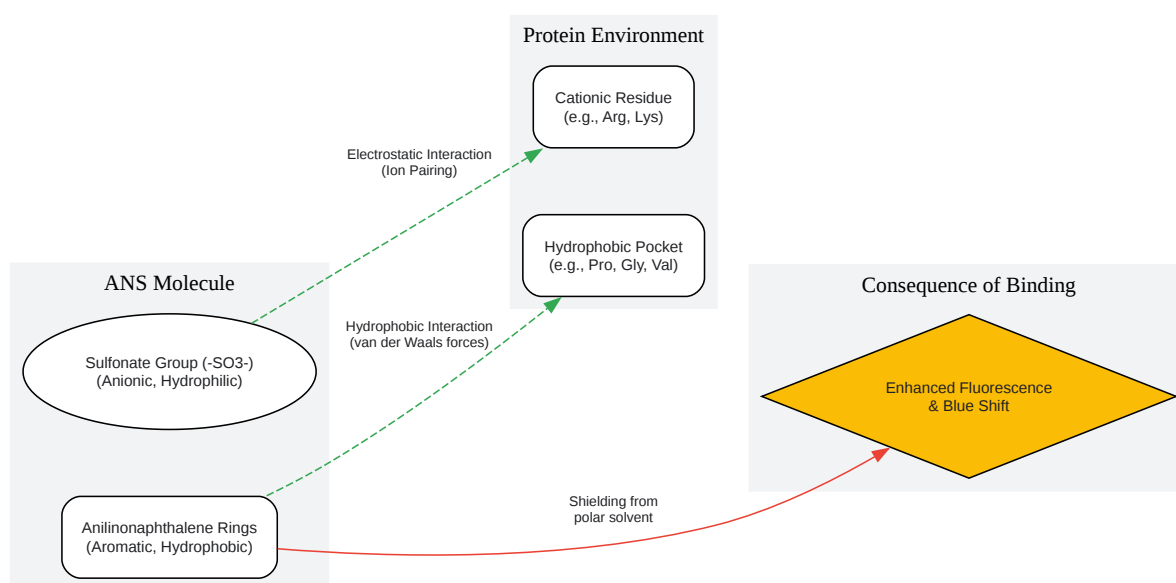 Protein Environment
Cationic Residue
(e.g., Arg, Lys)
Electrostatic Interaction
(Ion Pairing)
Hydrophobic Pocket
(e.g., Pro, Gly, Val)
ANS Molecule
Consequence of Binding
Hydrophobic Interaction
(van der Waals forces)
Sulfonate Group (-SO3-)
(Anionic, Hydrophilic)
Enhanced Fluorescence
& Blue Shift
Shielding from
polar solvent
Anilinonaphthalene Rings
(Aromatic, Hydrophobic)